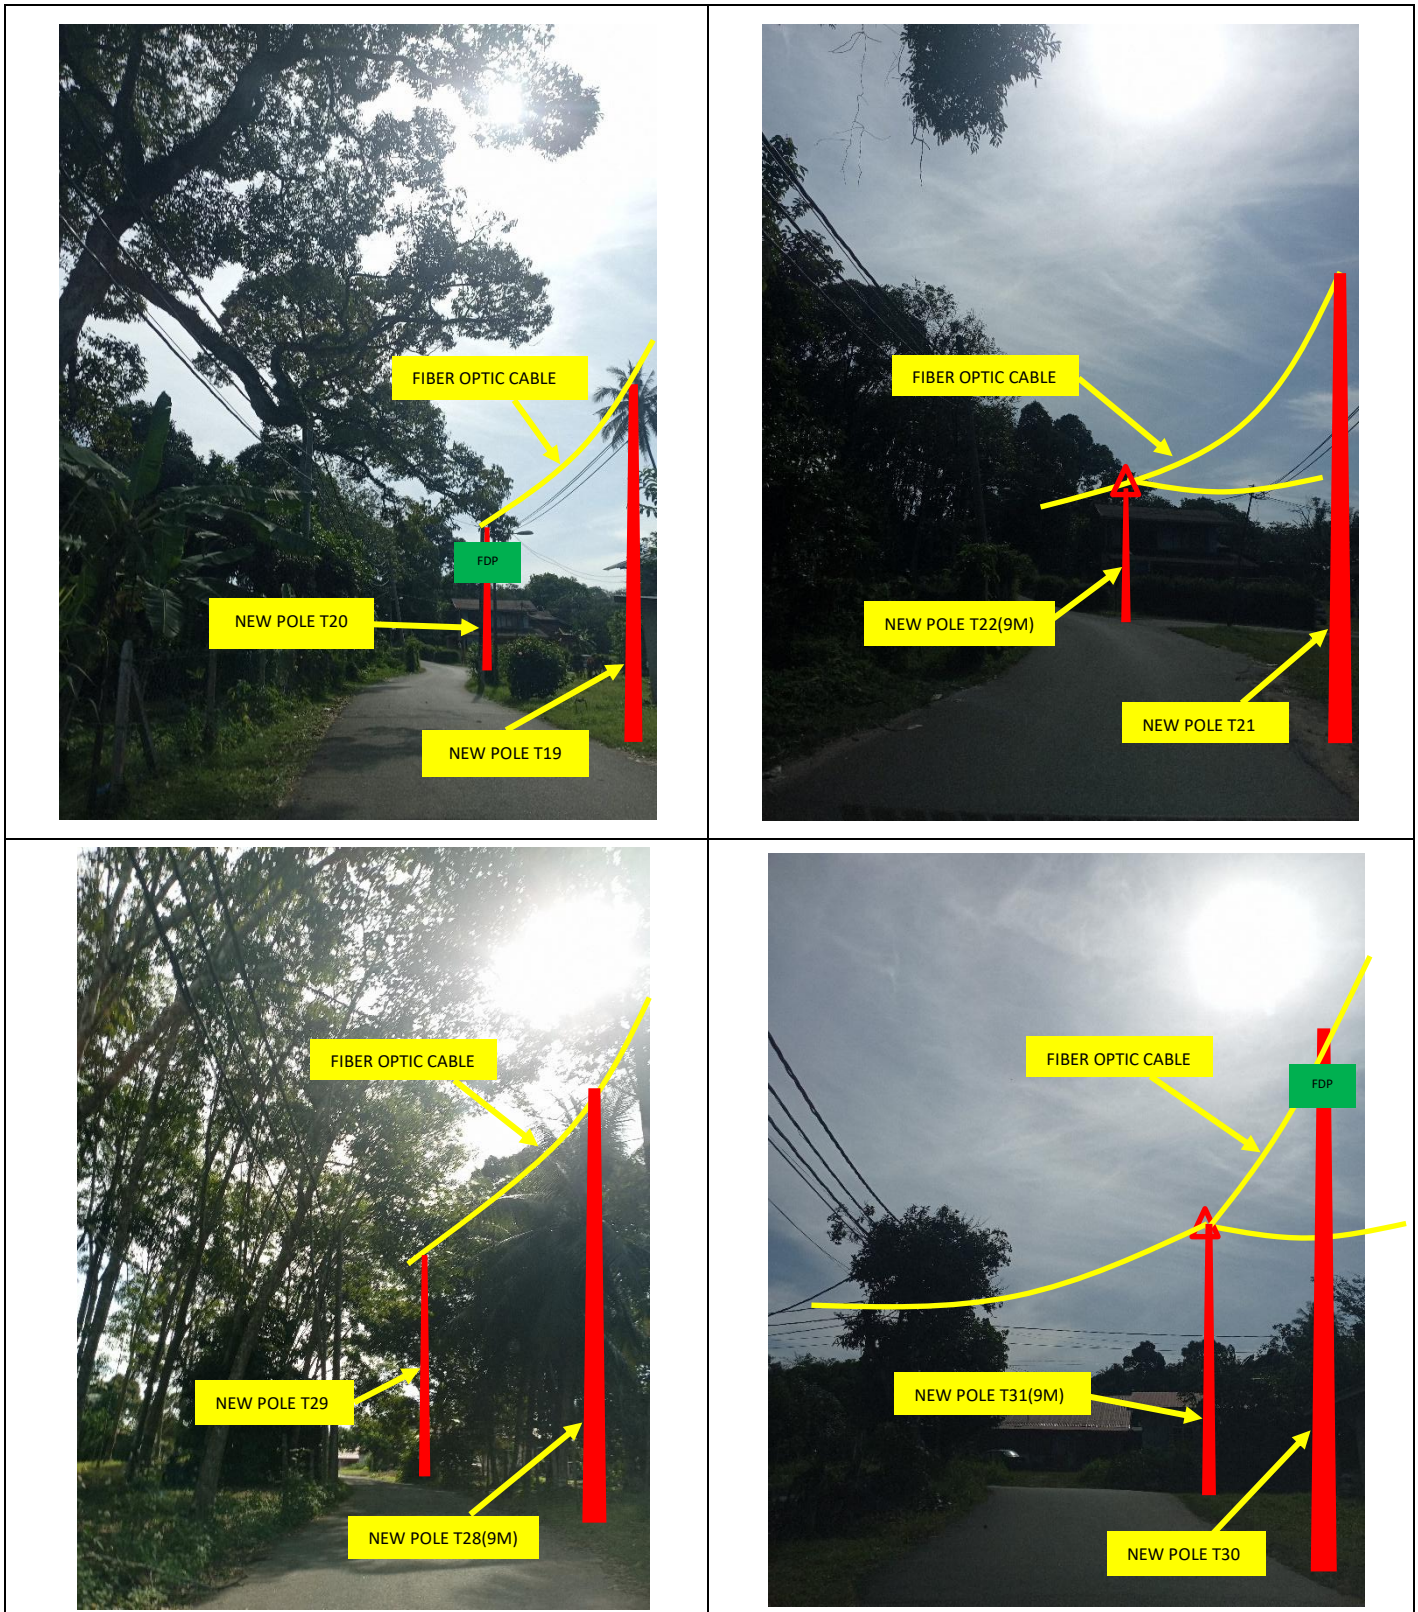 FIBER OPTIC CABLE
FDP
NEW POLE T20
NEW POLE T19
FIBER OPTIC CABLE
NEW POLE T22(9M)
NEW POLE T21
FIBER OPTIC CABLE
NEW POLE T29
NEW POLE T28(9M)
FIBER OPTIC CABLE
FDP
NEW POLE T31(9M)
NEW POLE T30